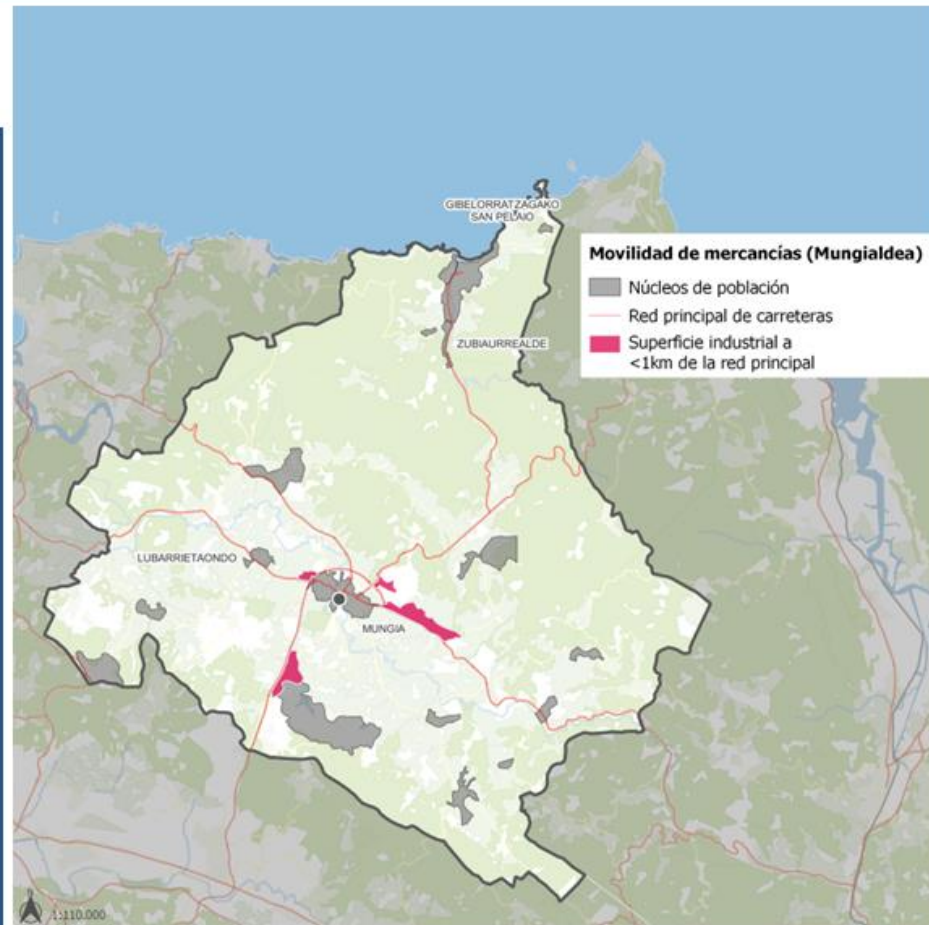 GIBELORRATZAGAKO
SAN PELAIO
Movilidad de mercancías (Mungialdea)
Núcleos de población
Red principal de carreteras
Superficie industrial a
<1km de la red principal
ZUBIAURREALDE
LUBARRIETAONDO
MUNGIA
1:110.000